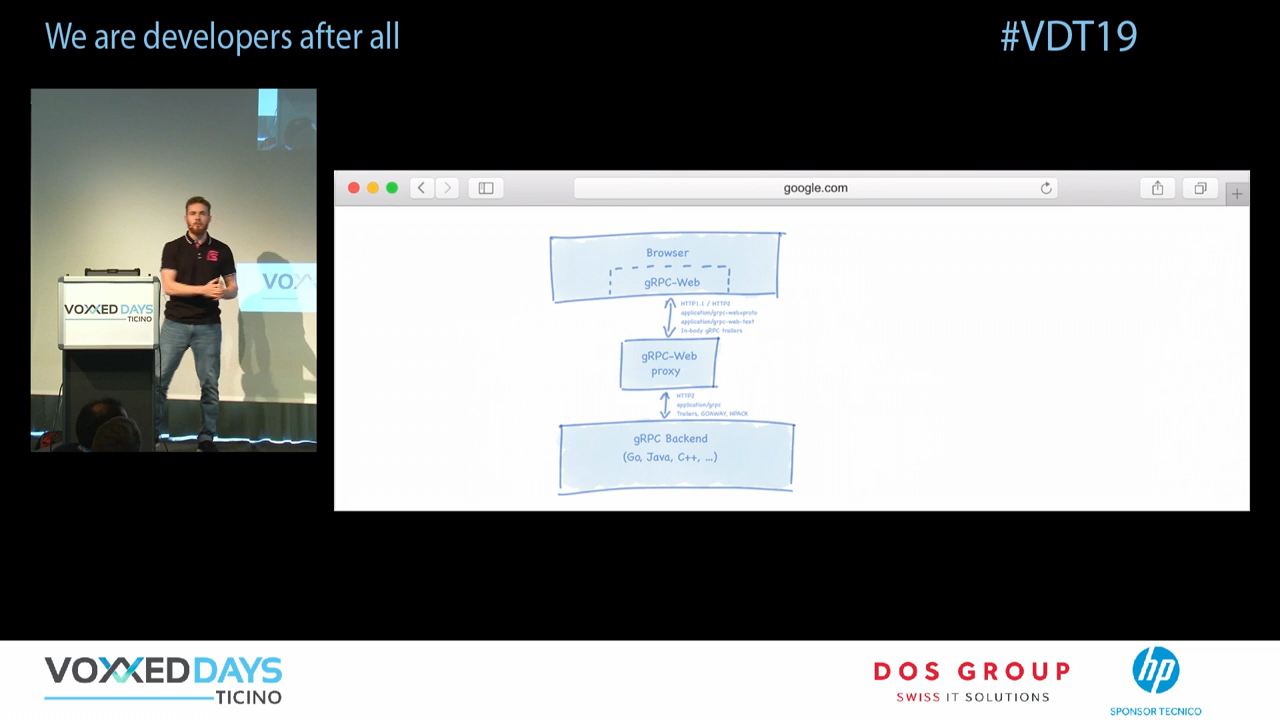 We are developers after all
#VDT19
VOXXED DAYS
TICINO
VO
google.com
Browser
gRPC-Web
HTTP1.1 / HTTP2
application/grpc-web+proto
application/grpc-web-text
In-body gRPC trailers
gRPC-Web
proxy
HTTP2
application/grpc
Trailers, GOAWAY, HPACK
gRPC Backend
(Go, Java, C++, ...)
VOXXED DAYS
TICINO
DOS GROUP
SWISS IT SOLUTIONS
hp
SPONSOR TECNICO